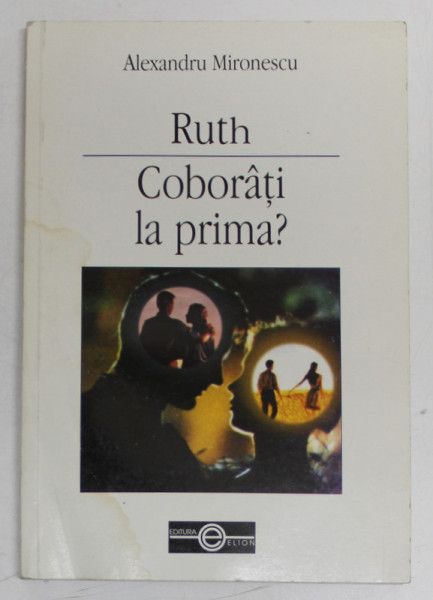 Alexandru Mironescu
Ruth
Coborâți
la prima?
EDITURA
ELION